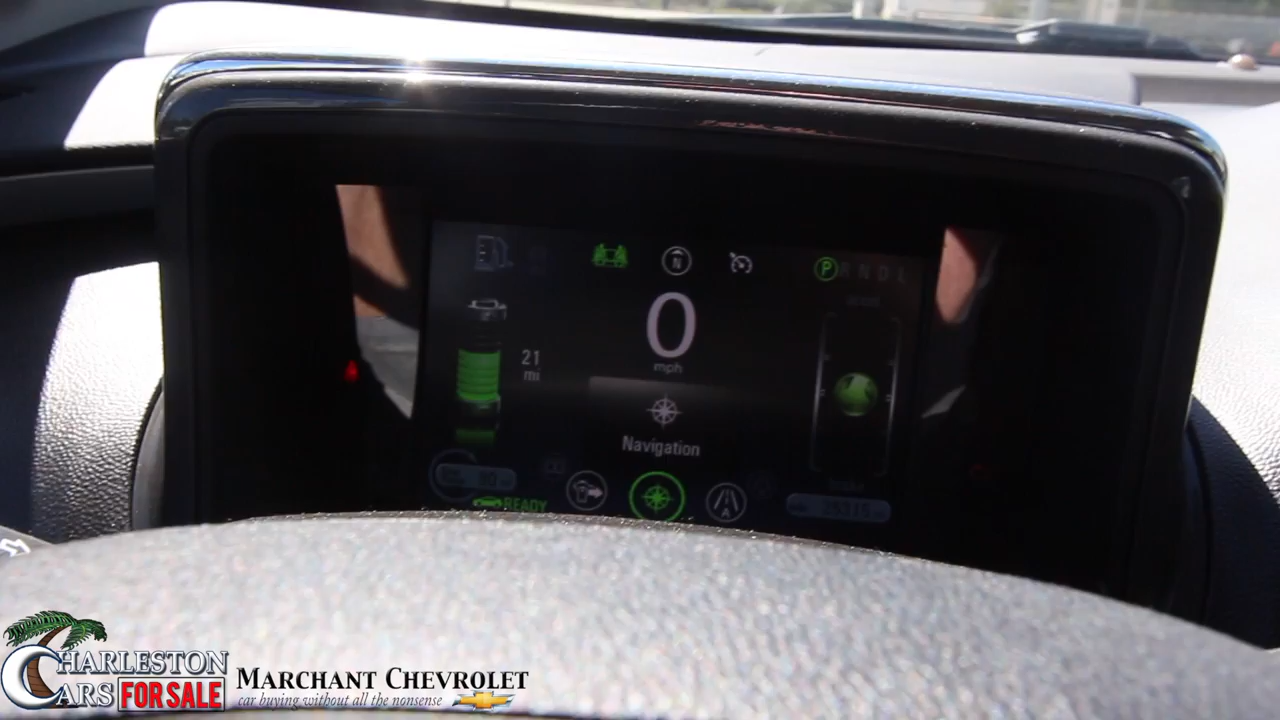 N
P R N D L
0
mph
21
mi
Navigation
READY
CHARLESTON
CARS FOR SALE
MARCHANT CHEVROLET
car buying without all the nonsense